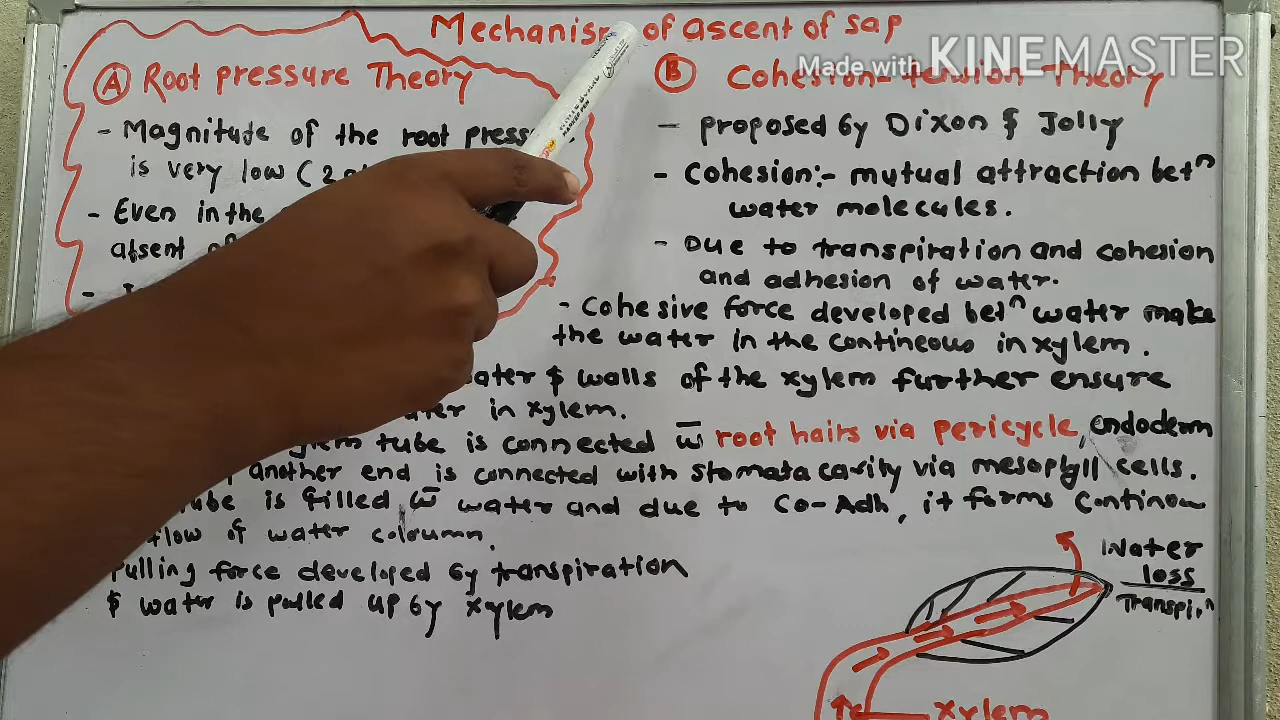 Mechanism of ascent of sap
Made with KINEMASTER
A Root pressure Theory
- Magnitude of the root press
is very low (2
- Even in the
absent
B Cohesion-tension Theory
- proposed by Dixon & Jolly
- Cohesion:- mutual attraction betⁿ
water molecules.
- Due to transpiration and cohesion
and adhesion of water.
- Cohesive force developed betⁿ water make
the water in the contineous in xylem.
ater & walls of the xylem further ensure
ater in xylem.
tube is connected w̅ root hairs via pericycle, endoderm
another end is connected with stomata cavity via mesophyll cells.
tube is filled w̅ water and due to Co-Adh, it forms continou
flow of water coloumn.
Pulling force developed by transpiration
& water is pulled up by xylem
Water
loss
Transpiⁿ
xylem